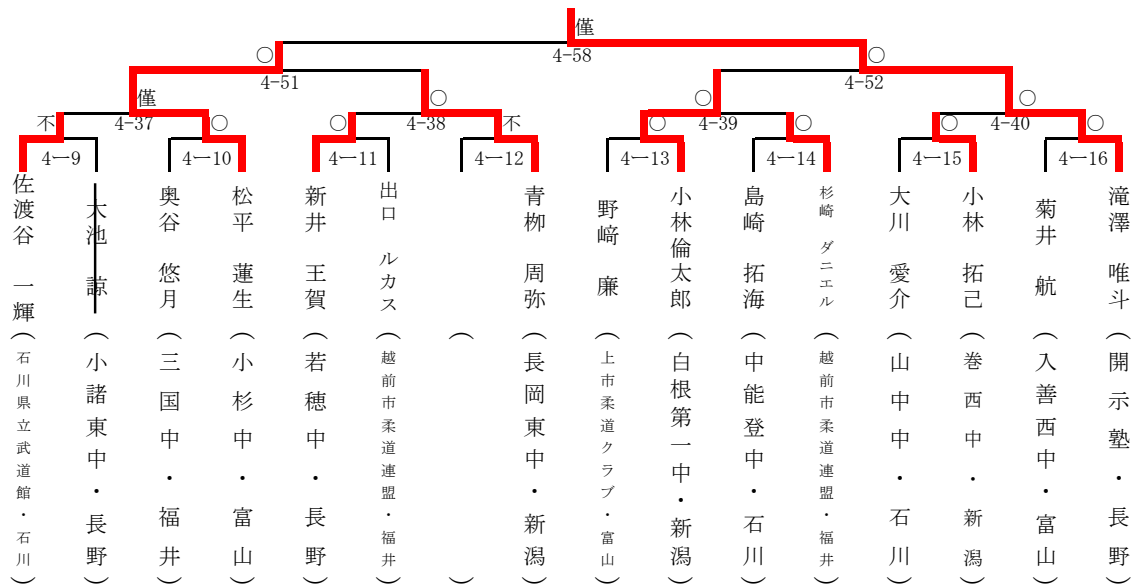 僅
4-58
○ ○
4-51 4-52
僅 ○ ○ ○
不 4-37 ○ ○ 4-38 不 ○ 4-39 ○ ○ 4-40 ○
4一9 4一10 4一11 4一12 4一13 4一14 4一15 4一16
佐渡谷 一輝(石川県立武道館・石川)
大池 諒(小諸東中・長野)
奥谷 悠月(三国中・福井)
松平 蓮生(小杉中・富山)
新井 王賀(若穂中・長野)
出口 ルカス(越前市柔道連盟・福井)
( )
青栁 周弥(長岡東中・新潟)
野﨑 廉(上市柔道クラブ・富山)
小林倫太郎(白根第一中・新潟)
島崎 拓海(中能登中・石川)
杉崎 ダニエル(越前市柔道連盟・福井)
大川 愛介(山中中・石川)
小林 拓己(巻西中・新潟)
菊井 航(入善西中・富山)
滝澤 唯斗(開示塾・長野)